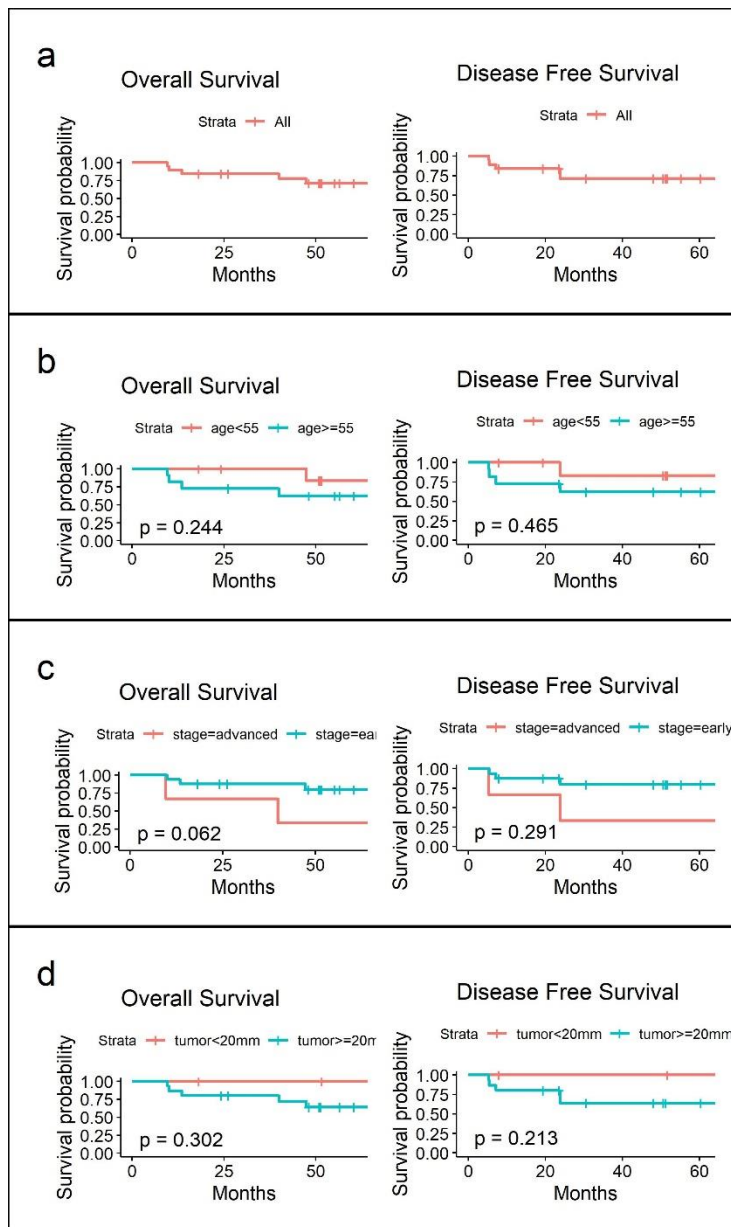 a
Overall Survival
Strata All
Survival probability
1.00
0.75
0.50
0.25
0.00
0 25 50
Months
Disease Free Survival
Strata All
Survival probability
1.00
0.75
0.50
0.25
0.00
0 20 40 60
Months
b
Overall Survival
Strata age<55 age>=55
Survival probability
1.00
0.75
0.50
0.25
0.00
p = 0.244
0 25 50
Months
Disease Free Survival
Strata age<55 age>=55
Survival probability
1.00
0.75
0.50
0.25
0.00
p = 0.465
0 20 40 60
Months
c
Overall Survival
Strata stage=advanced stage=earl
Survival probability
1.00
0.75
0.50
0.25
0.00
p = 0.062
0 25 50
Months
Disease Free Survival
Strata stage=advanced stage=early
Survival probability
1.00
0.75
0.50
0.25
0.00
p = 0.291
0 20 40 60
Months
d
Overall Survival
Strata tumor<20mm tumor>=20m
Survival probability
1.00
0.75
0.50
0.25
0.00
p = 0.302
0 25 50
Months
Disease Free Survival
Strata tumor<20mm tumor>=20mm
Survival probability
1.00
0.75
0.50
0.25
0.00
p = 0.213
0 20 40 60
Months